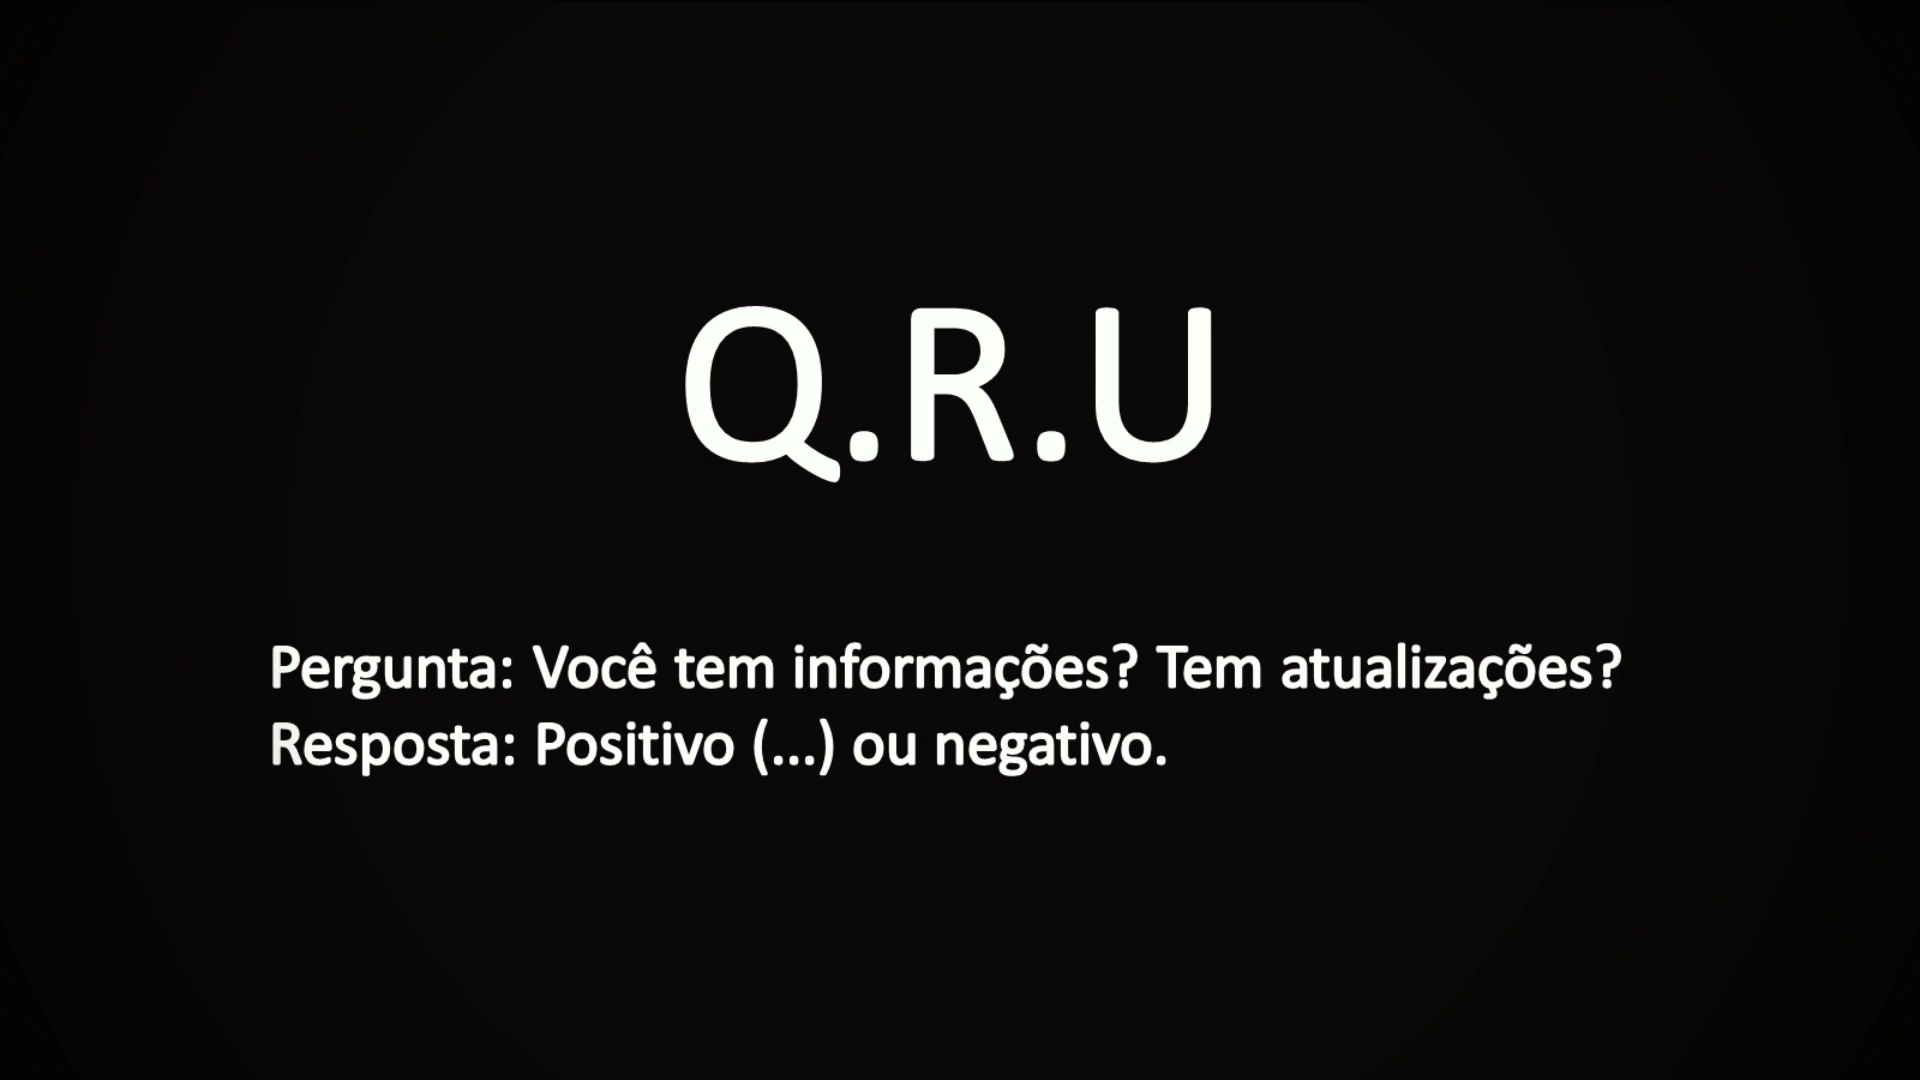 Q.R.U
Pergunta: Você tem informações? Tem atualizações?
Resposta: Positivo (...) ou negativo.